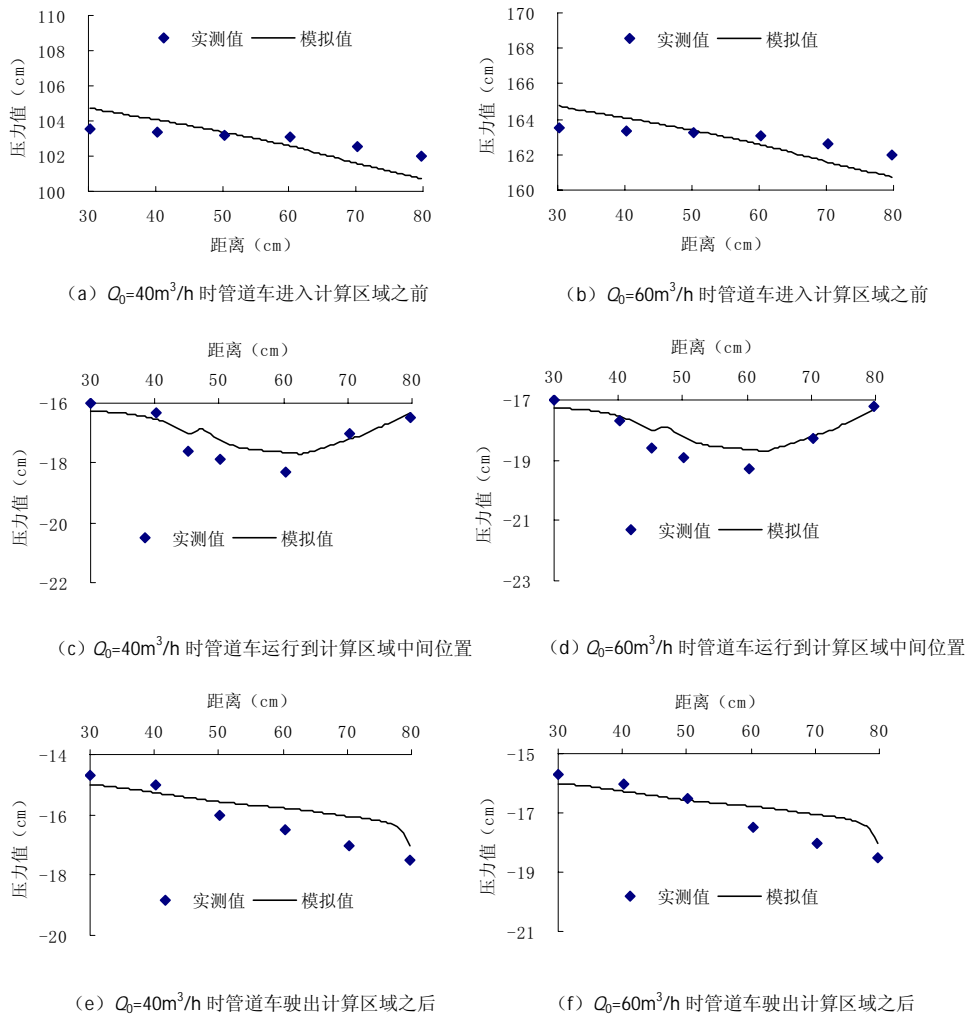 110
108
106
104
102
100
压力值（cm）
实测值 模拟值
30 40 50 60 70 80
距离（cm）
170
168
166
164
162
160
压力值（cm）
实测值 模拟值
30 40 50 60 70 80
距离（cm）
（a）Q₀=40m³/h 时管道车进入计算区域之前
（b）Q₀=60m³/h 时管道车进入计算区域之前
距离（cm）
30 40 50 60 70 80
-16
-18
-20
-22
压力值（cm）
实测值 模拟值
距离（cm）
30 40 50 60 70 80
-17
-19
-21
-23
压力值（cm）
实测值 模拟值
（c）Q₀=40m³/h 时管道车运行到计算区域中间位置
（d）Q₀=60m³/h 时管道车运行到计算区域中间位置
距离（cm）
30 40 50 60 70 80
-14
-16
-18
-20
压力值（cm）
实测值 模拟值
距离（cm）
30 40 50 60 70 80
-15
-17
-19
-21
压力值（cm）
实测值 模拟值
（e）Q₀=40m³/h 时管道车驶出计算区域之后
（f）Q₀=60m³/h 时管道车驶出计算区域之后